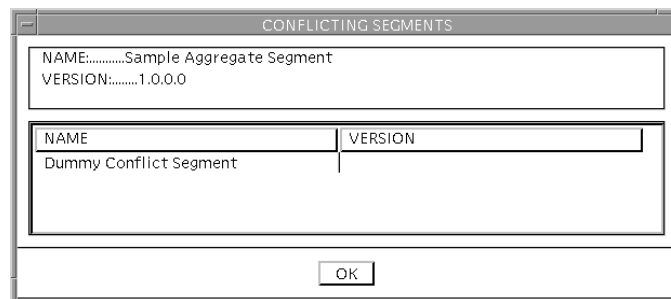 CONFLICTING SEGMENTS
NAME:...........Sample Aggregate Segment
VERSION:........1.0.0.0
NAME VERSION
Dummy Conflict Segment
OK